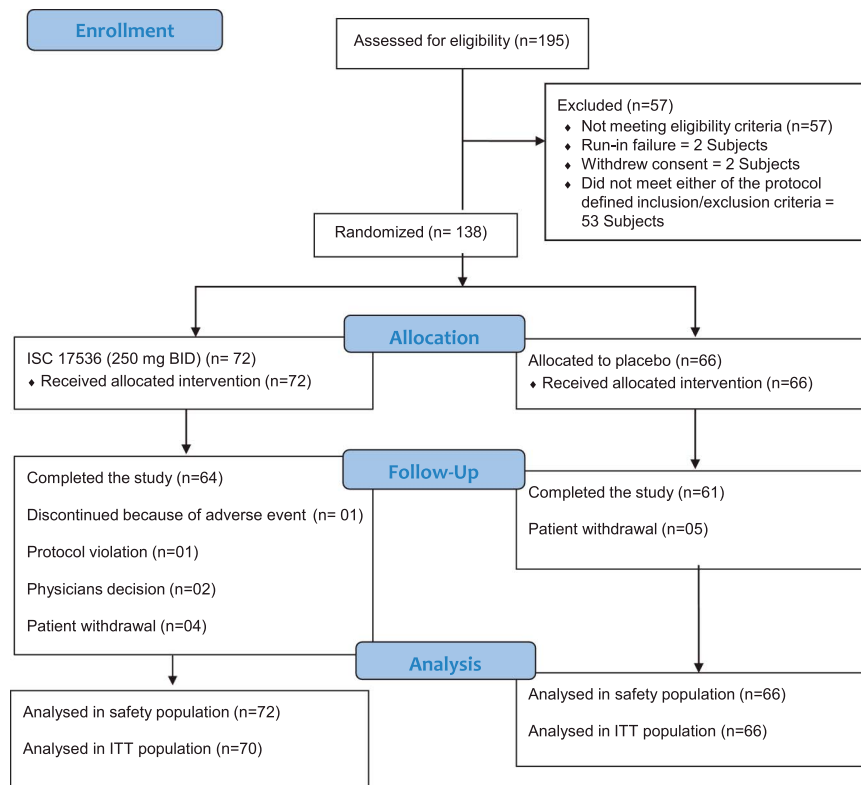 Enrollment
Assessed for eligibility (n=195)
Excluded (n=57)
♦ Not meeting eligibility criteria (n=57)
♦ Run-in failure = 2 Subjects
♦ Withdrew consent = 2 Subjects
♦ Did not meet either of the protocol
defined inclusion/exclusion criteria =
53 Subjects
Randomized (n= 138)
Allocation
ISC 17536 (250 mg BID) (n= 72)
♦ Received allocated intervention (n=72)
Allocated to placebo (n=66)
♦ Received allocated intervention (n=66)
Follow-Up
Completed the study (n=64)
Discontinued because of adverse event (n= 01)
Protocol violation (n=01)
Physicians decision (n=02)
Patient withdrawal (n=04)
Completed the study (n=61)
Patient withdrawal (n=05)
Analysis
Analysed in safety population (n=72)
Analysed in ITT population (n=70)
Analysed in safety population (n=66)
Analysed in ITT population (n=66)